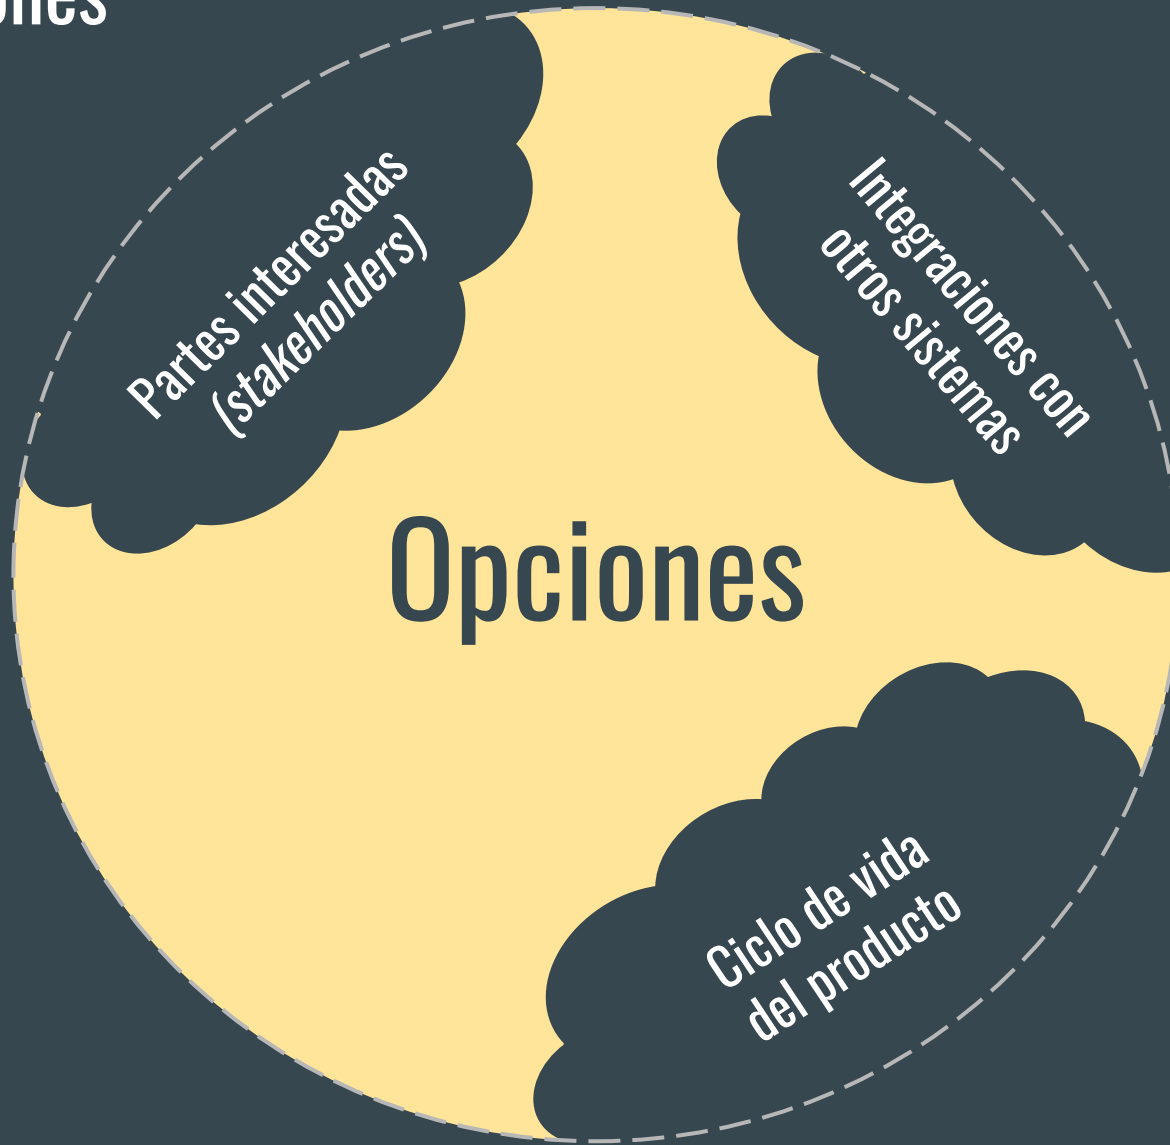 Partes interesadas
(stakeholders)
Integraciones con
otros sistemas
Opciones
Ciclo de vida
del producto